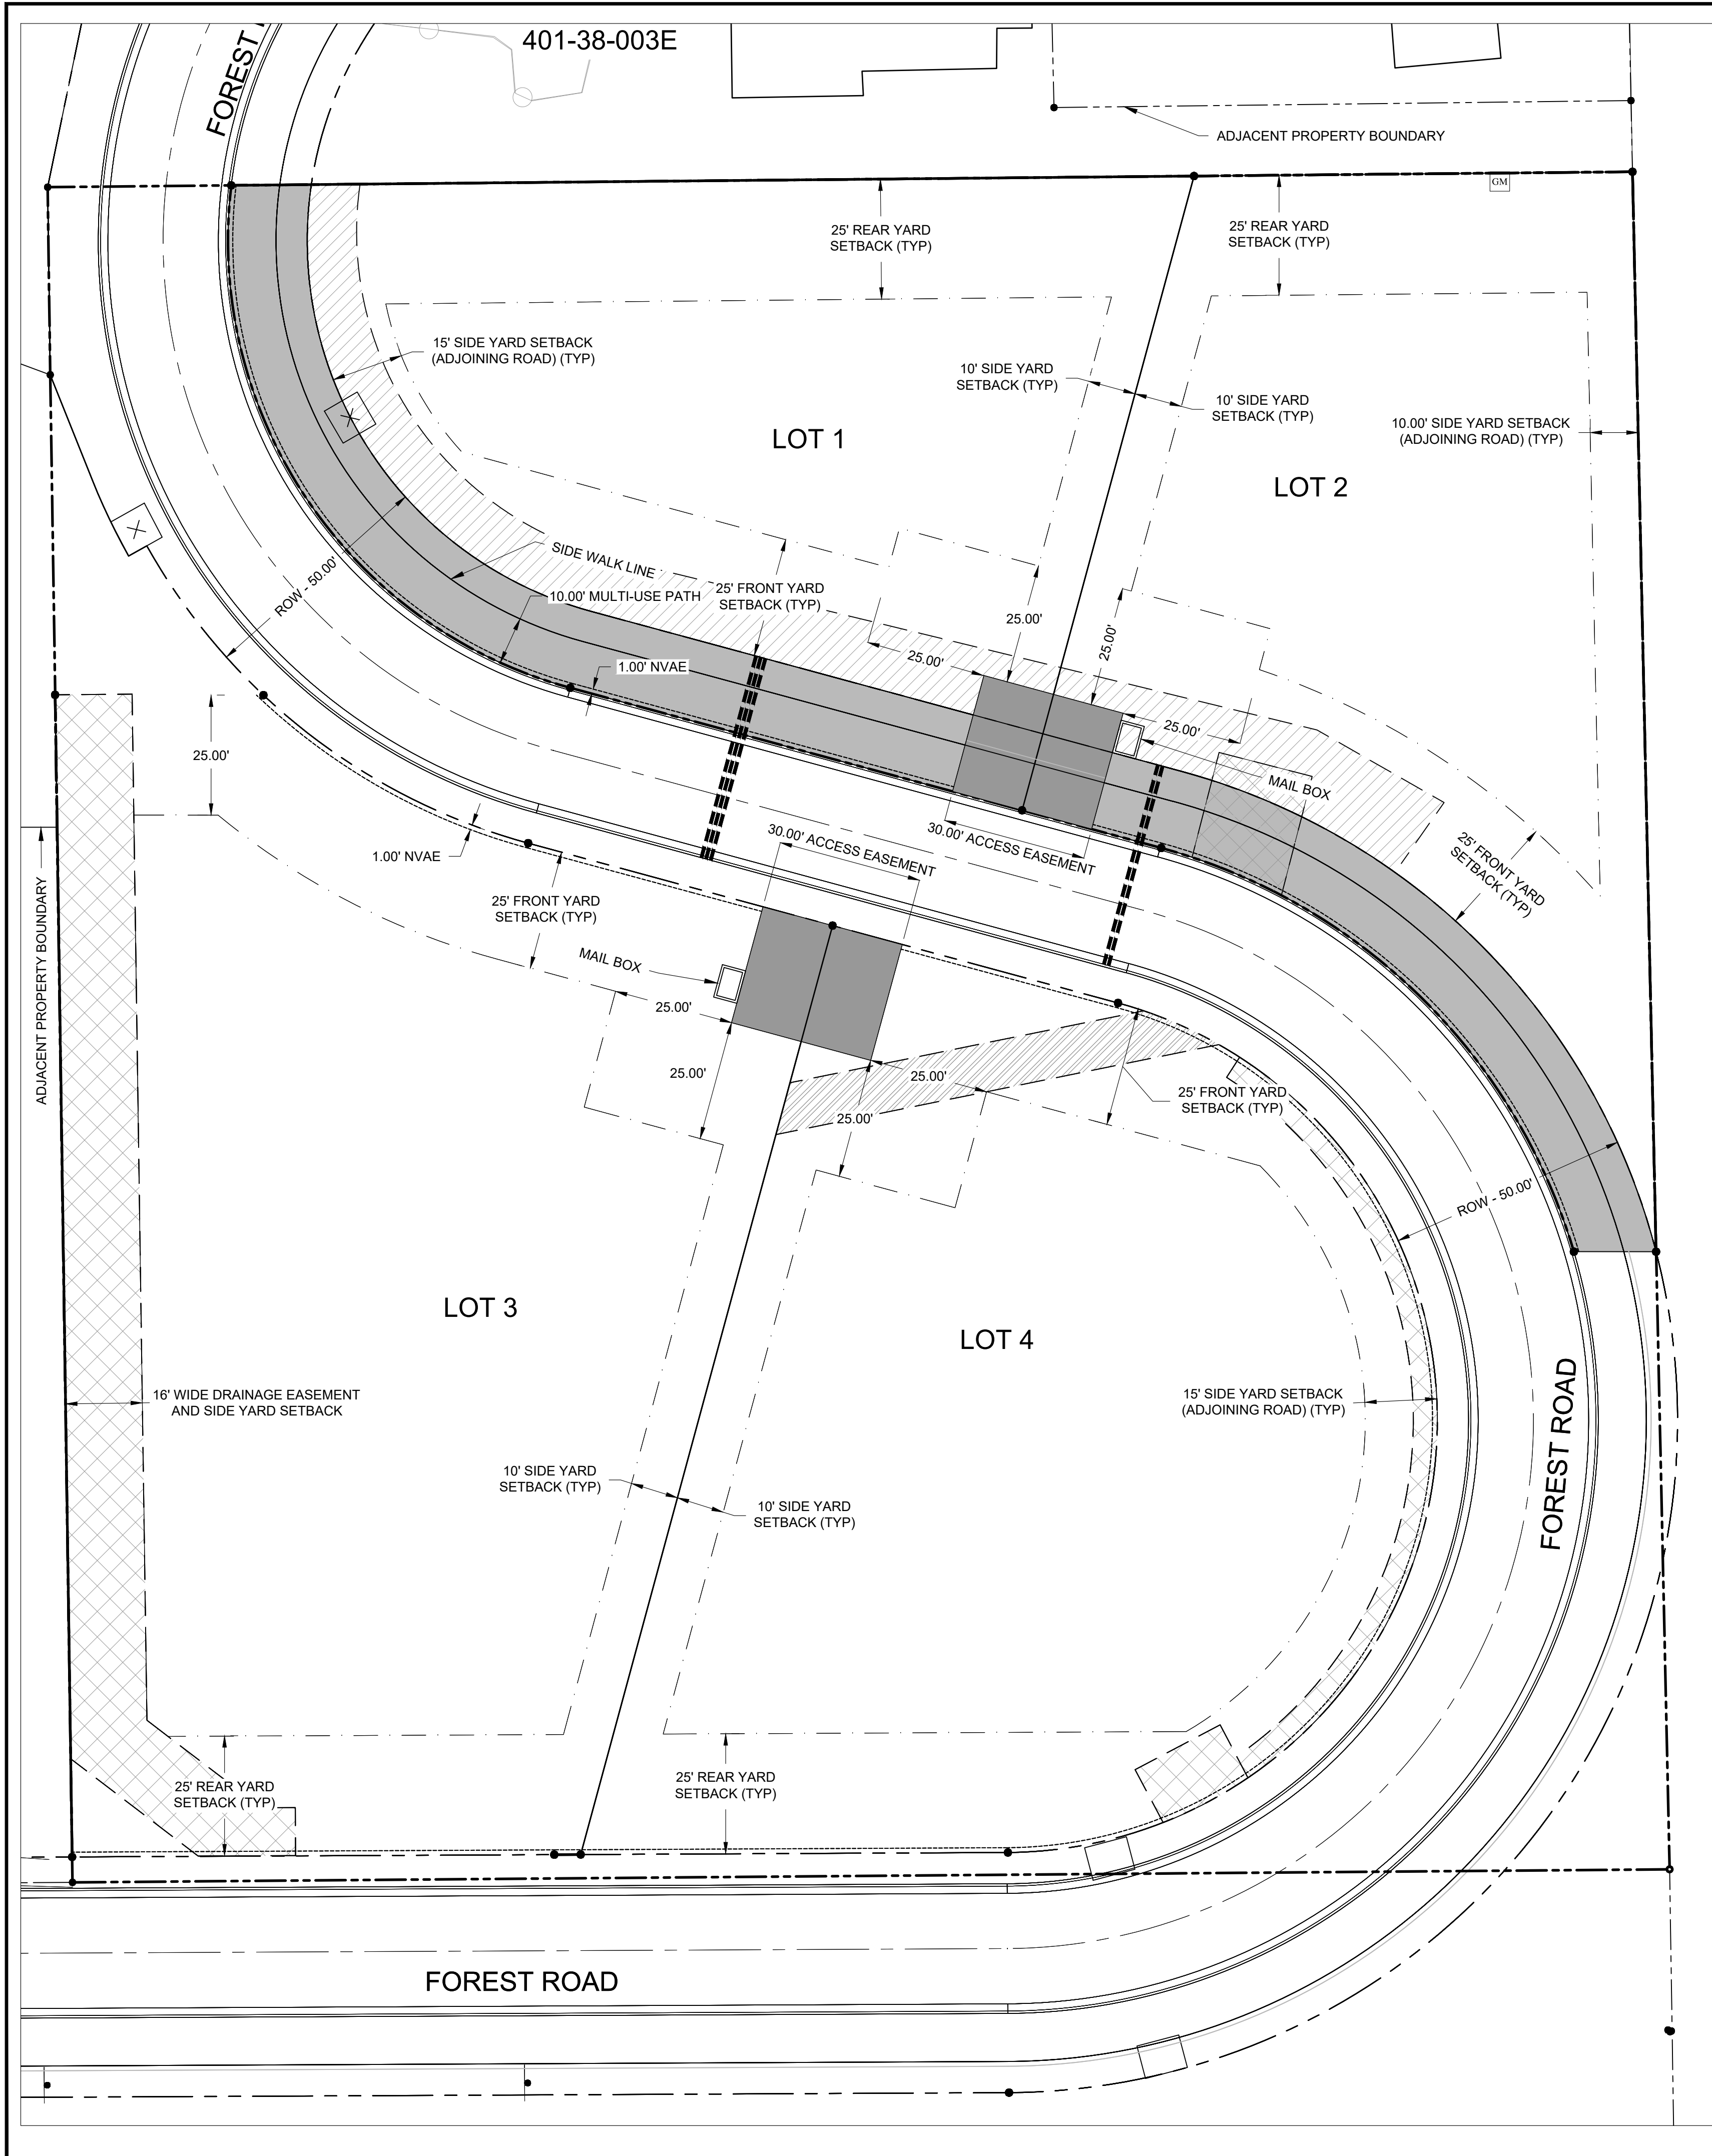 401-38-003E
FOREST
ADJACENT PROPERTY BOUNDARY
GM
25' REAR YARD
SETBACK (TYP)
25' REAR YARD
SETBACK (TYP)
15' SIDE YARD SETBACK
(ADJOINING ROAD) (TYP)
10' SIDE YARD
SETBACK (TYP)
10' SIDE YARD
SETBACK (TYP)
10.00' SIDE YARD SETBACK
(ADJOINING ROAD) (TYP)
LOT 1
LOT 2
SIDE WALK LINE
ROW - 50.00'
10.00' MULTI-USE PATH
25' FRONT YARD
SETBACK (TYP)
25.00'
25.00'
25.00'
1.00' NVAE
25.00'
25.00'
MAIL BOX
30.00' ACCESS EASEMENT
30.00' ACCESS EASEMENT
1.00' NVAE
25' FRONT YARD
SETBACK (TYP)
25' FRONT YARD
SETBACK (TYP)
ADJACENT PROPERTY BOUNDARY
MAIL BOX
25.00'
25.00'
25.00'
25.00'
25' FRONT YARD
SETBACK (TYP)
ROW - 50.00'
LOT 3
LOT 4
16' WIDE DRAINAGE EASEMENT
AND SIDE YARD SETBACK
15' SIDE YARD SETBACK
(ADJOINING ROAD) (TYP)
FOREST ROAD
10' SIDE YARD
SETBACK (TYP)
10' SIDE YARD
SETBACK (TYP)
25' REAR YARD
SETBACK (TYP)
25' REAR YARD
SETBACK (TYP)
FOREST ROAD